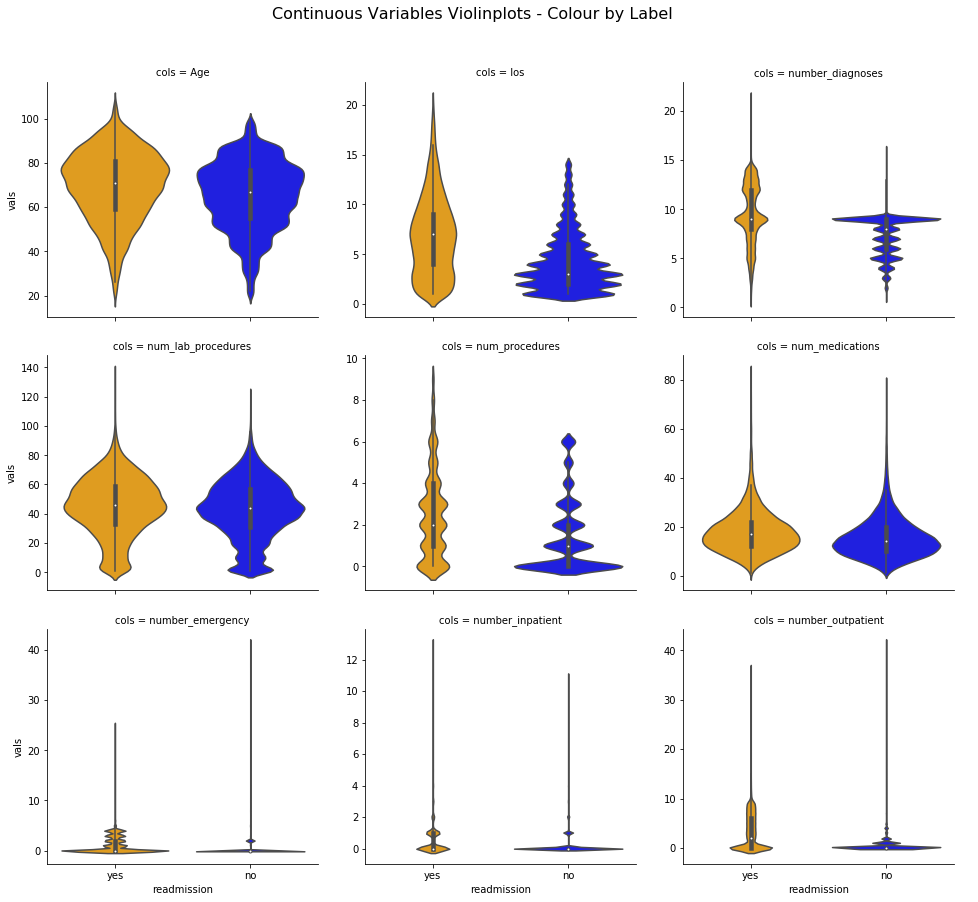 Continuous Variables Violinplots - Colour by Label
cols = Age
cols = los
cols = number_diagnoses
100
80
60
40
20
vals
20
15
10
5
0
20
15
10
5
0
cols = num_lab_procedures
cols = num_procedures
cols = num_medications
140
120
100
80
60
40
20
0
vals
10
8
6
4
2
0
80
60
40
20
0
cols = number_emergency
cols = number_inpatient
cols = number_outpatient
40
30
20
10
0
vals
12
10
8
6
4
2
0
40
30
20
10
0
yes no
yes no
yes no
readmission
readmission
readmission